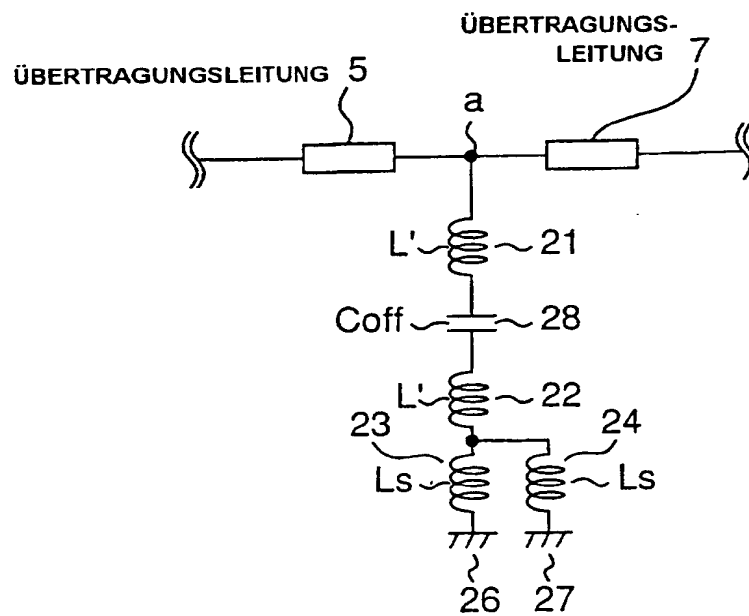 ÜBERTRAGUNGS-
LEITUNG
ÜBERTRAGUNGSLEITUNG 5
7
a
L' 21
Coff 28
L' 22
23 24
Ls Ls
26 27